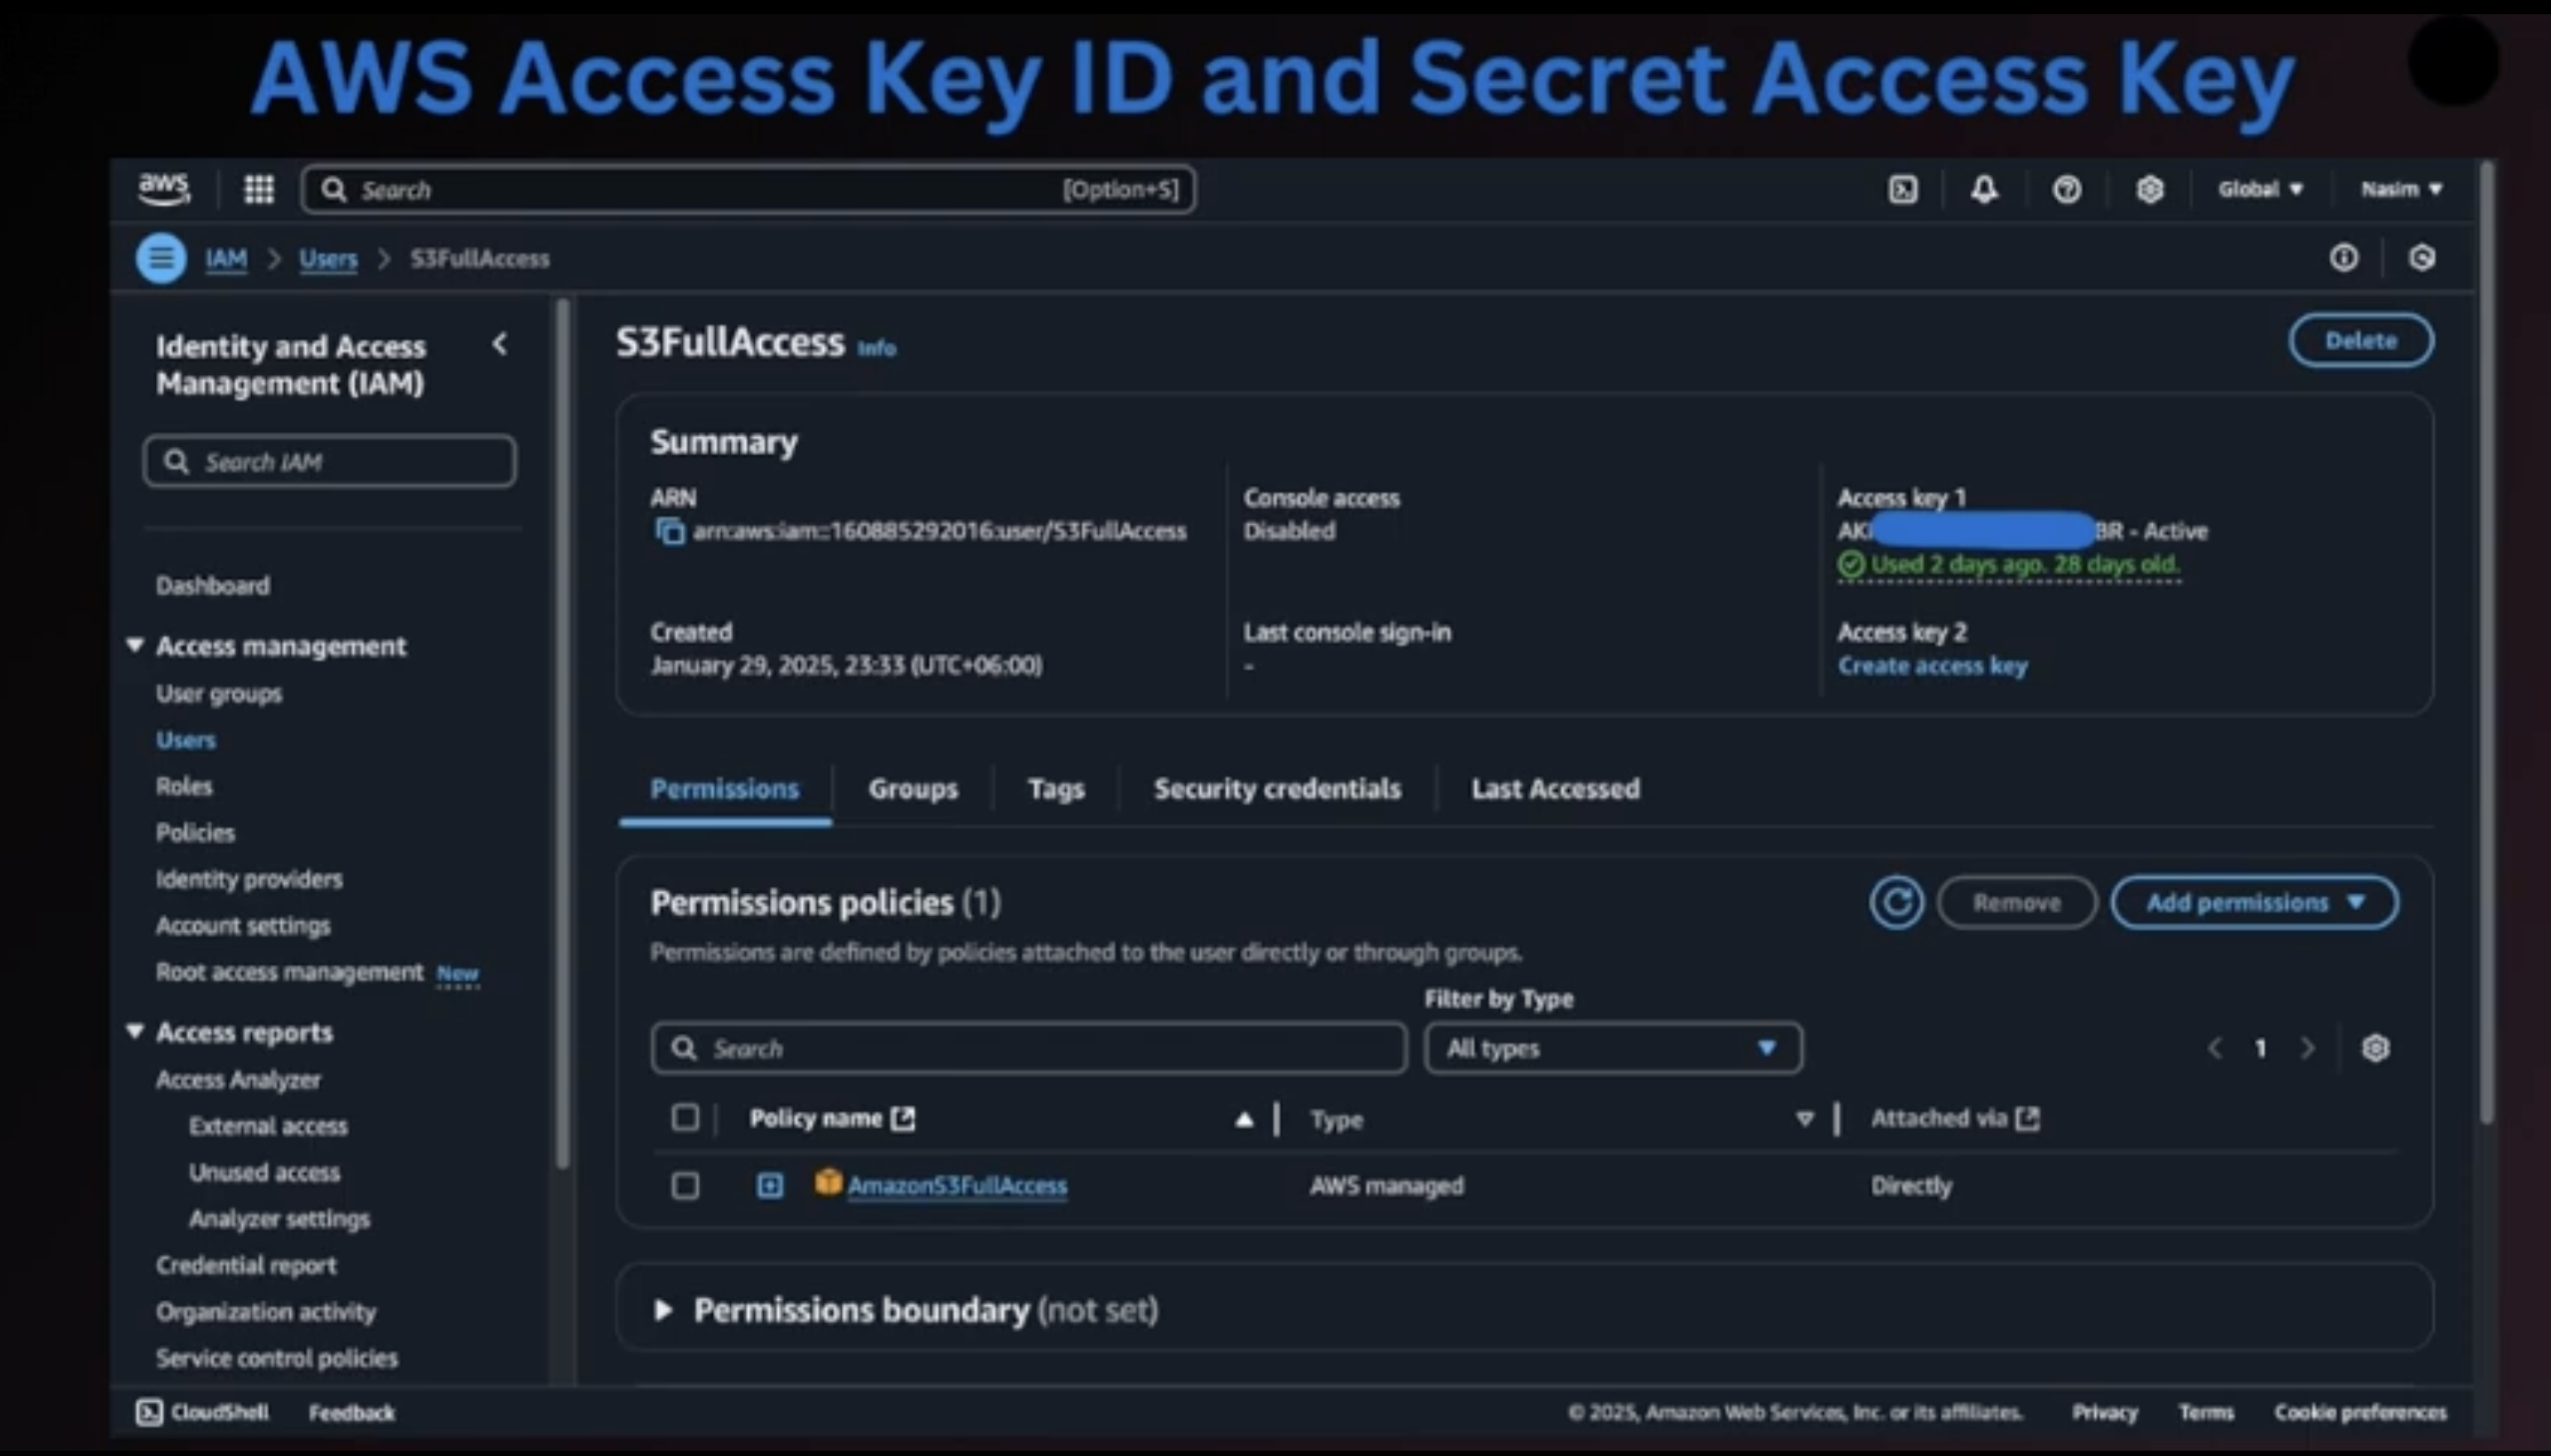 AWS Access Key ID and Secret Access Key
aws
Search [Option+S]
Global Nasim
IAM > Users > S3FullAccess
Identity and Access
Management (IAM)
Search IAM
Dashboard
Access management
User groups
Users
Roles
Policies
Identity providers
Account settings
Root access management New
Access reports
Access Analyzer
External access
Unused access
Analyzer settings
Credential report
Organization activity
Service control policies
S3FullAccess Info
Delete
Summary
ARN
arn:aws:iam::160885292016:user/S3FullAccess
Console access
Disabled
Access key 1
AK BR - Active
Used 2 days ago. 28 days old.
Created
January 29, 2025, 23:33 (UTC+06:00)
Last console sign-in
-
Access key 2
Create access key
Permissions Groups Tags Security credentials Last Accessed
Permissions policies (1)
Remove
Add permissions
Permissions are defined by policies attached to the user directly or through groups.
Filter by Type
Search
All types
1
Policy name Type Attached via
AmazonS3FullAccess AWS managed Directly
Permissions boundary (not set)
CloudShell Feedback
© 2025, Amazon Web Services, Inc. or its affiliates. Privacy Terms Cookie preferences